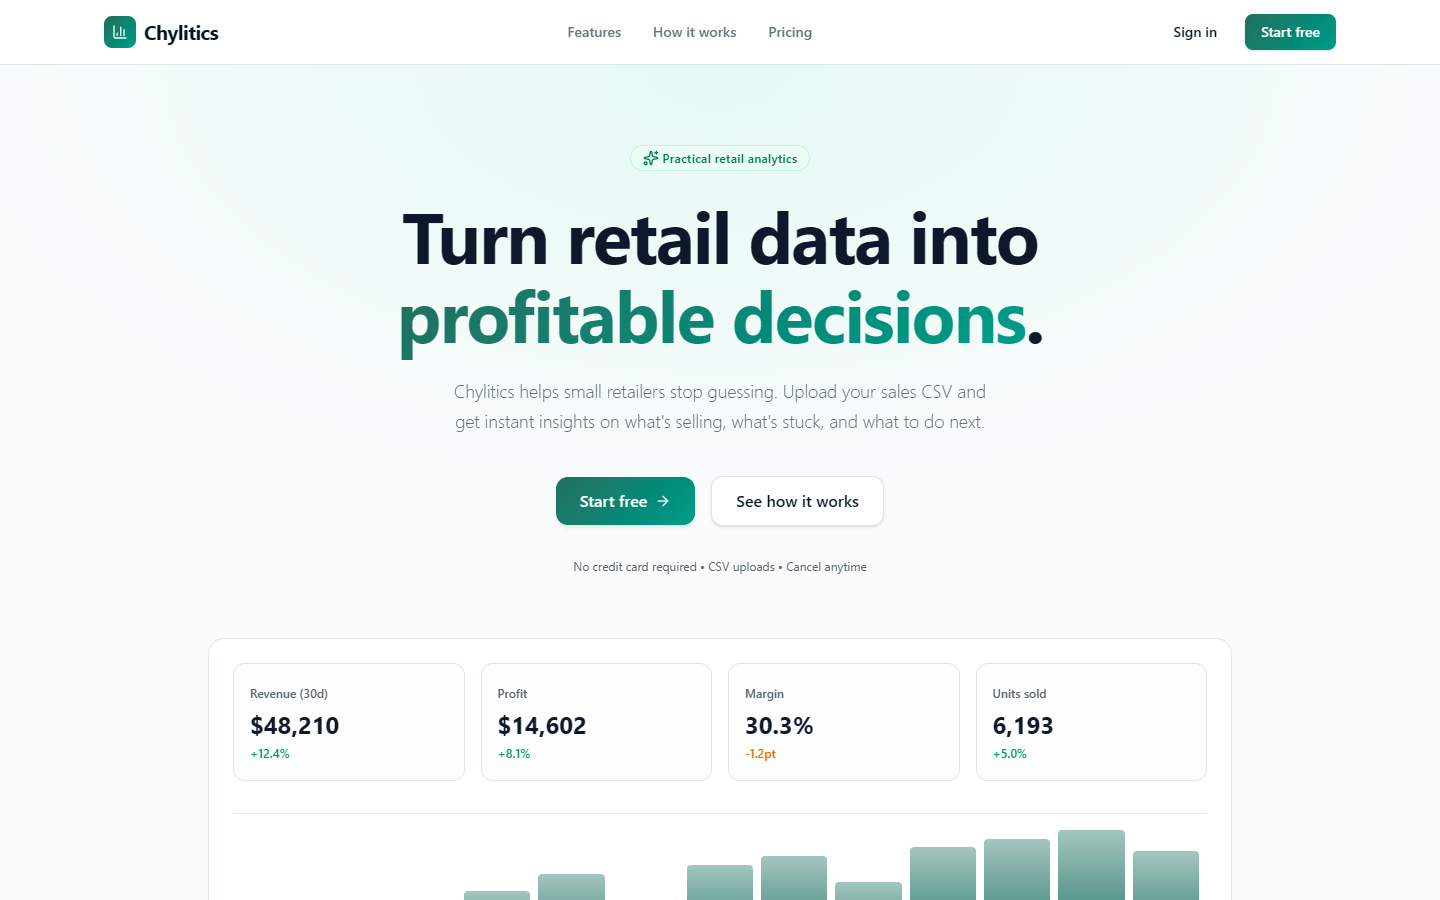 Chylitics
Features
How it works
Pricing
Sign in
Start free
Practical retail analytics
Turn retail data into
profitable decisions.
Chylitics helps small retailers stop guessing. Upload your sales CSV and
get instant insights on what's selling, what's stuck, and what to do next.
Start free →
See how it works
No credit card required • CSV uploads • Cancel anytime
Revenue (30d)
$48,210
+12.4%
Profit
$14,602
+8.1%
Margin
30.3%
-1.2pt
Units sold
6,193
+5.0%